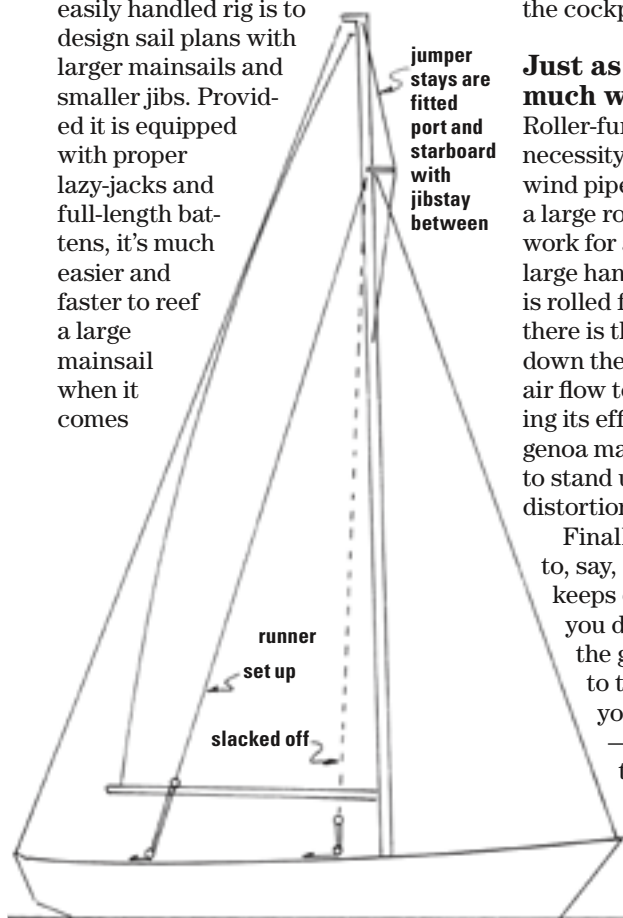 easily handled rig is to
design sail plans with
larger mainsails and
smaller jibs. Provid-
ed it is equipped
with proper
lazy-jacks and
full-length bat-
tens, it's much
easier and
faster to reef
a large
mainsail
when it
comes
jumper
stays are
fitted
port and
starboard
with
jibstay
between
runner
set up
slacked off
the cockp
Just as
much w
Roller-fur
necessity
wind pipe
a large ro
work for
large han
is rolled f
there is th
down the
air flow to
ing its eff
genoa ma
to stand u
distortion
Finall
to, say,
keeps
you d
the g
to t
yo
—
t